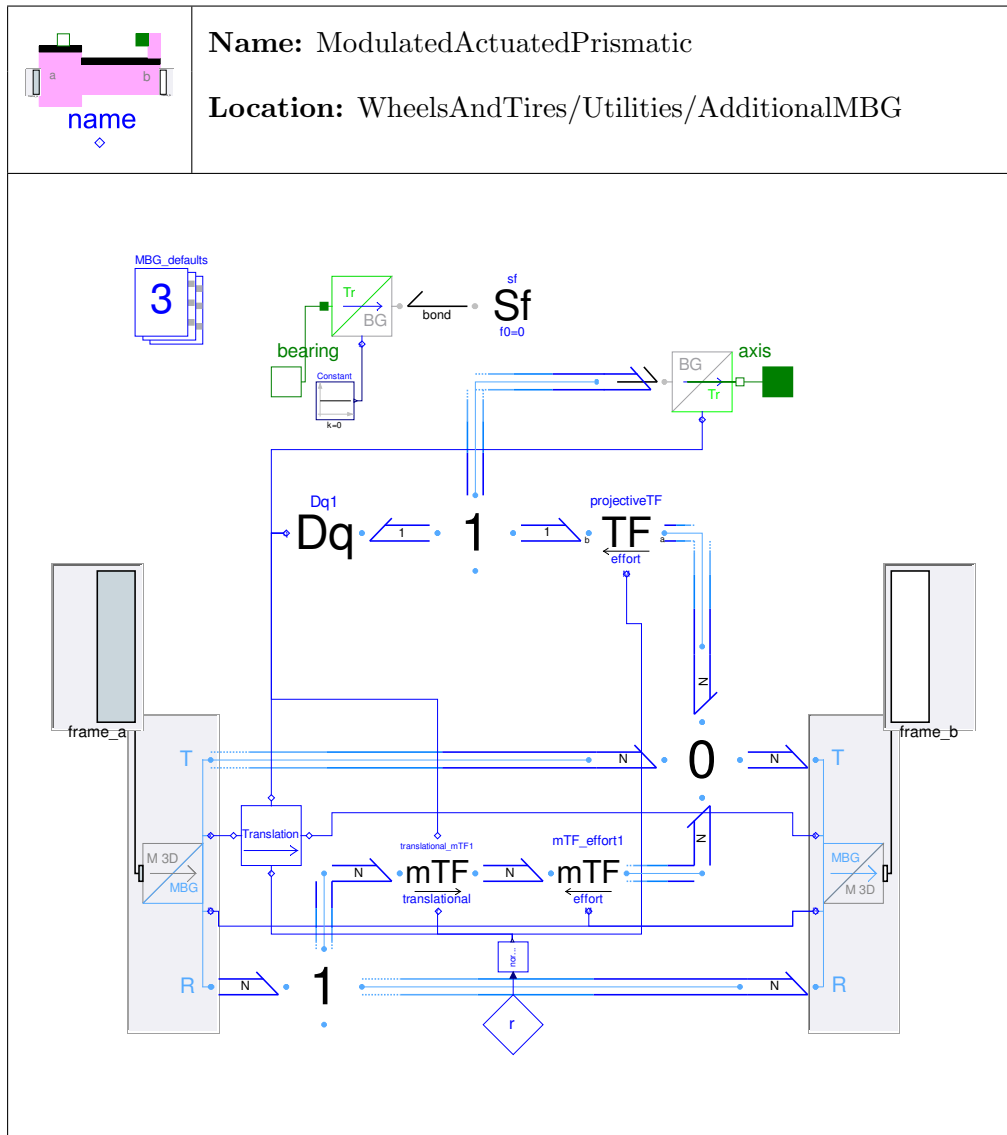 a
b
name
Name: ModulatedActuatedPrismatic
Location: WheelsAndTires/Utilities/AdditionalMBG
MBG_defaults
3
Tr
BG
bond
sf
Sf
f0=0
bearing
Constant
k=0
BG
Tr
axis
Dq1
Dq
1
1
1
projectiveTF
TF
b
a
effort
N
frame_a
frame_b
T
N
0
N
T
Translation
translational_mTF1
mTF
translational
mTF_effort1
mTF
effort
N
N
N
M 3D
MBG
MBG
M 3D
nor...
R
N
1
N
R
r